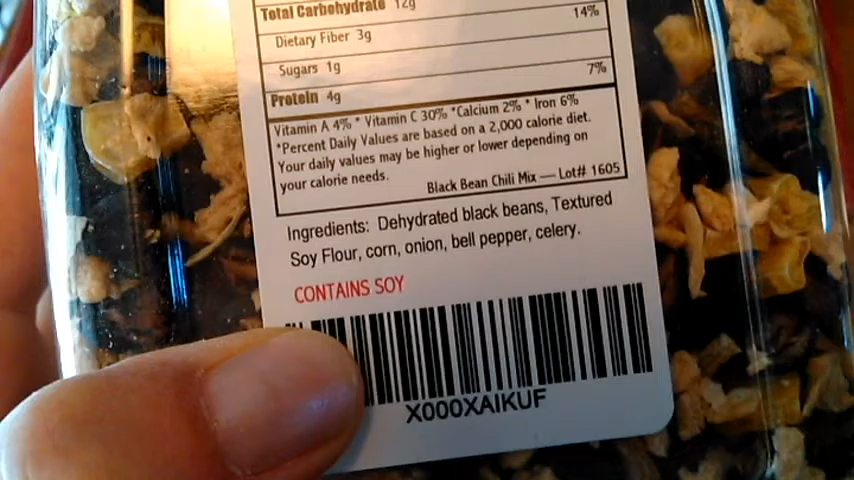 Total Carbohydrate 12g
14%
Dietary Fiber 3g
Sugars 1g
7%
Protein 4g
Vitamin A 4% * Vitamin C 30% *Calcium 2% * Iron 6%
*Percent Daily Values are based on a 2,000 calorie diet.
Your daily values may be higher or lower depending on
your calorie needs.
Black Bean Chili Mix — Lot# 1605
Ingredients: Dehydrated black beans, Textured
Soy Flour, corn, onion, bell pepper, celery.
CONTAINS SOY
X000XAIKUF